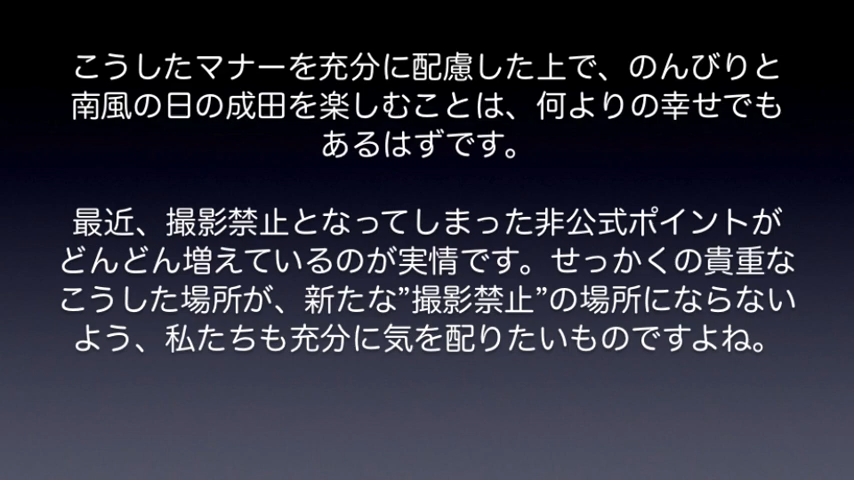 こうしたマナーを充分に配慮した上で、のんびりと
南風の日の成田を楽しむことは、何よりの幸せでも
あるはずです。
最近、撮影禁止となってしまった非公式ポイントが
どんどん増えているのが実情です。せっかくの貴重な
こうした場所が、新たな”撮影禁止”の場所にならない
よう、私たちも充分に気を配りたいものですよね。